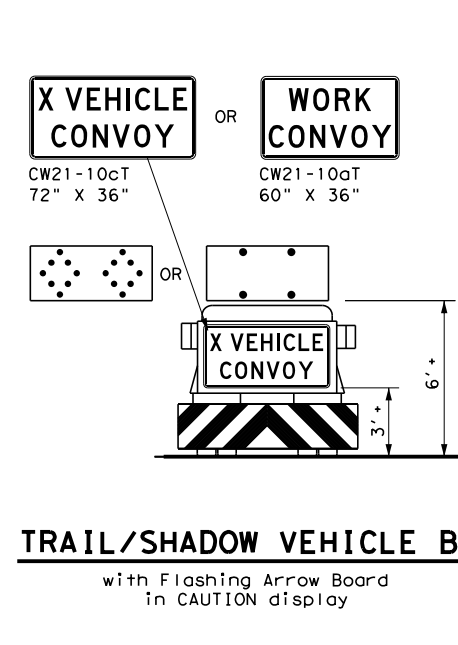 X VEHICLE
CONVOY
OR
WORK
CONVOY
CW21-10cT
72" X 36"
CW21-10aT
60" X 36"
OR
X VEHICLE
CONVOY
6' +
3' +
TRAIL/SHADOW VEHICLE B
with Flashing Arrow Board
in CAUTION display